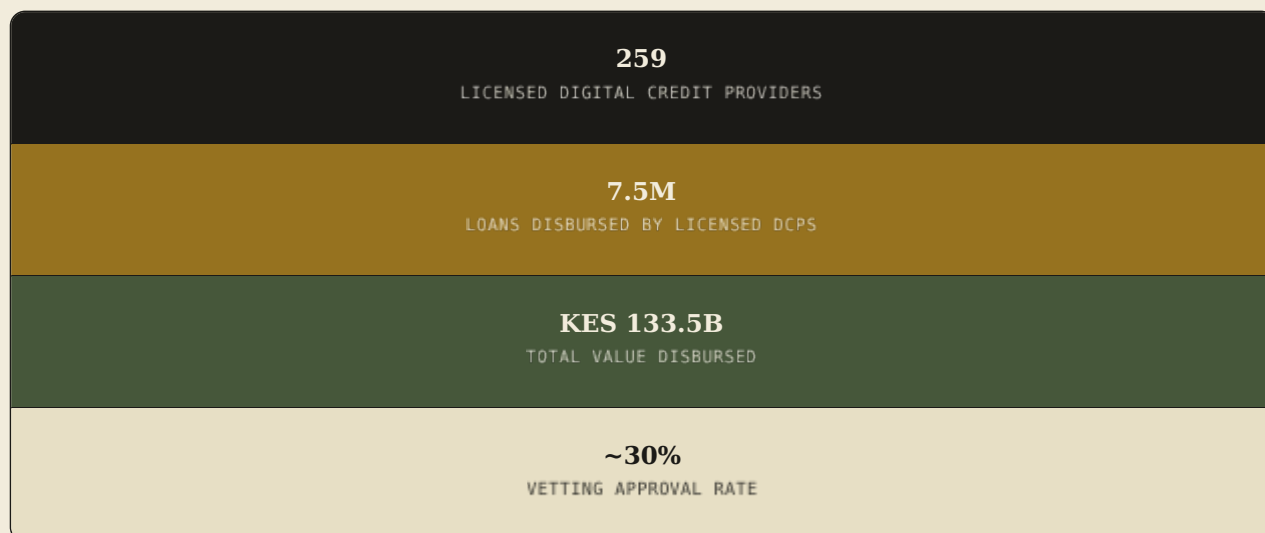 259
LICENSED DIGITAL CREDIT PROVIDERS
7.5M
LOANS DISBURSED BY LICENSED DCPS
KES 133.5B
TOTAL VALUE DISBURSED
~30%
VETTING APPROVAL RATE